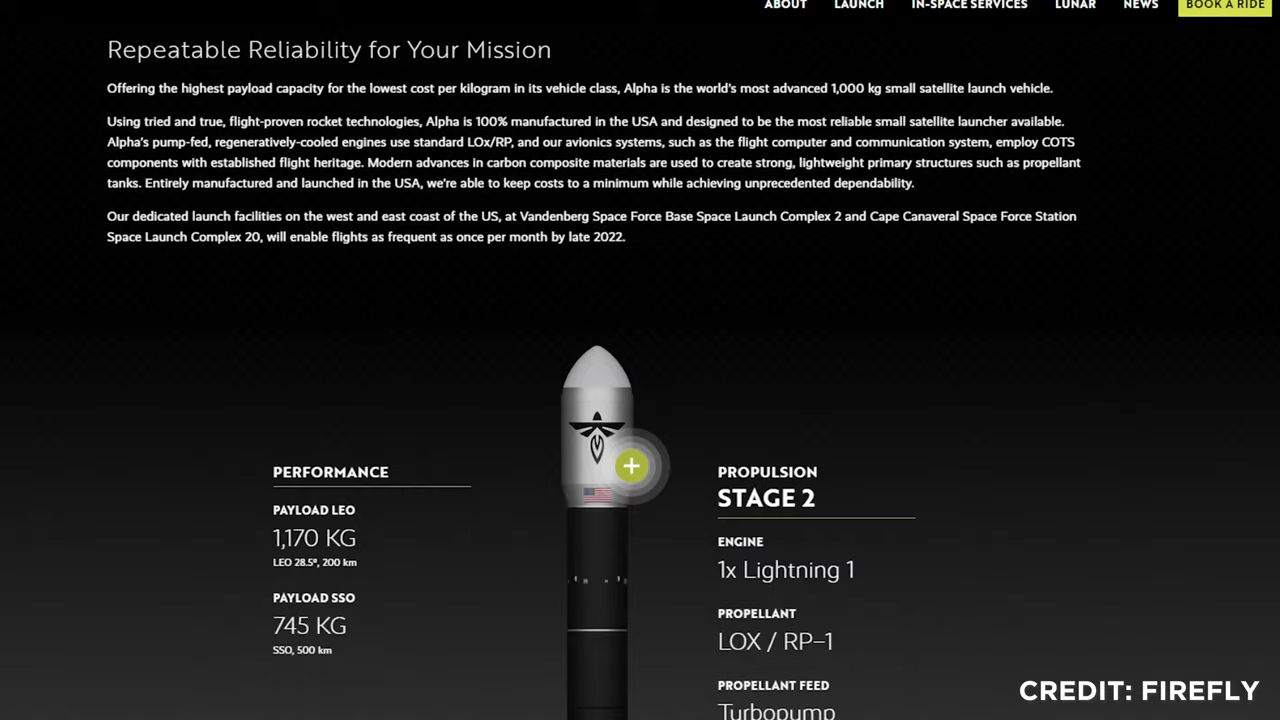 ABOUT LAUNCH IN-SPACE SERVICES LUNAR NEWS BOOK A RIDE
Repeatable Reliability for Your Mission
Offering the highest payload capacity for the lowest cost per kilogram in its vehicle class, Alpha is the world's most advanced 1,000 kg small satellite launch vehicle.
Using tried and true, flight-proven rocket technologies, Alpha is 100% manufactured in the USA and designed to be the most reliable small satellite launcher available.
Alpha's pump-fed, regeneratively-cooled engines use standard LOx/RP, and our avionics systems, such as the flight computer and communication system, employ COTS
components with established flight heritage. Modern advances in carbon composite materials are used to create strong, lightweight primary structures such as propellant
tanks. Entirely manufactured and launched in the USA, we're able to keep costs to a minimum while achieving unprecedented dependability.
Our dedicated launch facilities on the west and east coast of the US, at Vandenberg Space Force Base Space Launch Complex 2 and Cape Canaveral Space Force Station
Space Launch Complex 20, will enable flights as frequent as once per month by late 2022.
PERFORMANCE
PAYLOAD LEO
1,170 KG
LEO 28.5º, 200 km
PAYLOAD SSO
745 KG
SSO, 500 km
PROPULSION
STAGE 2
ENGINE
1x Lightning 1
PROPELLANT
LOX / RP–1
PROPELLANT FEED
Turbopump
CREDIT: FIREFLY